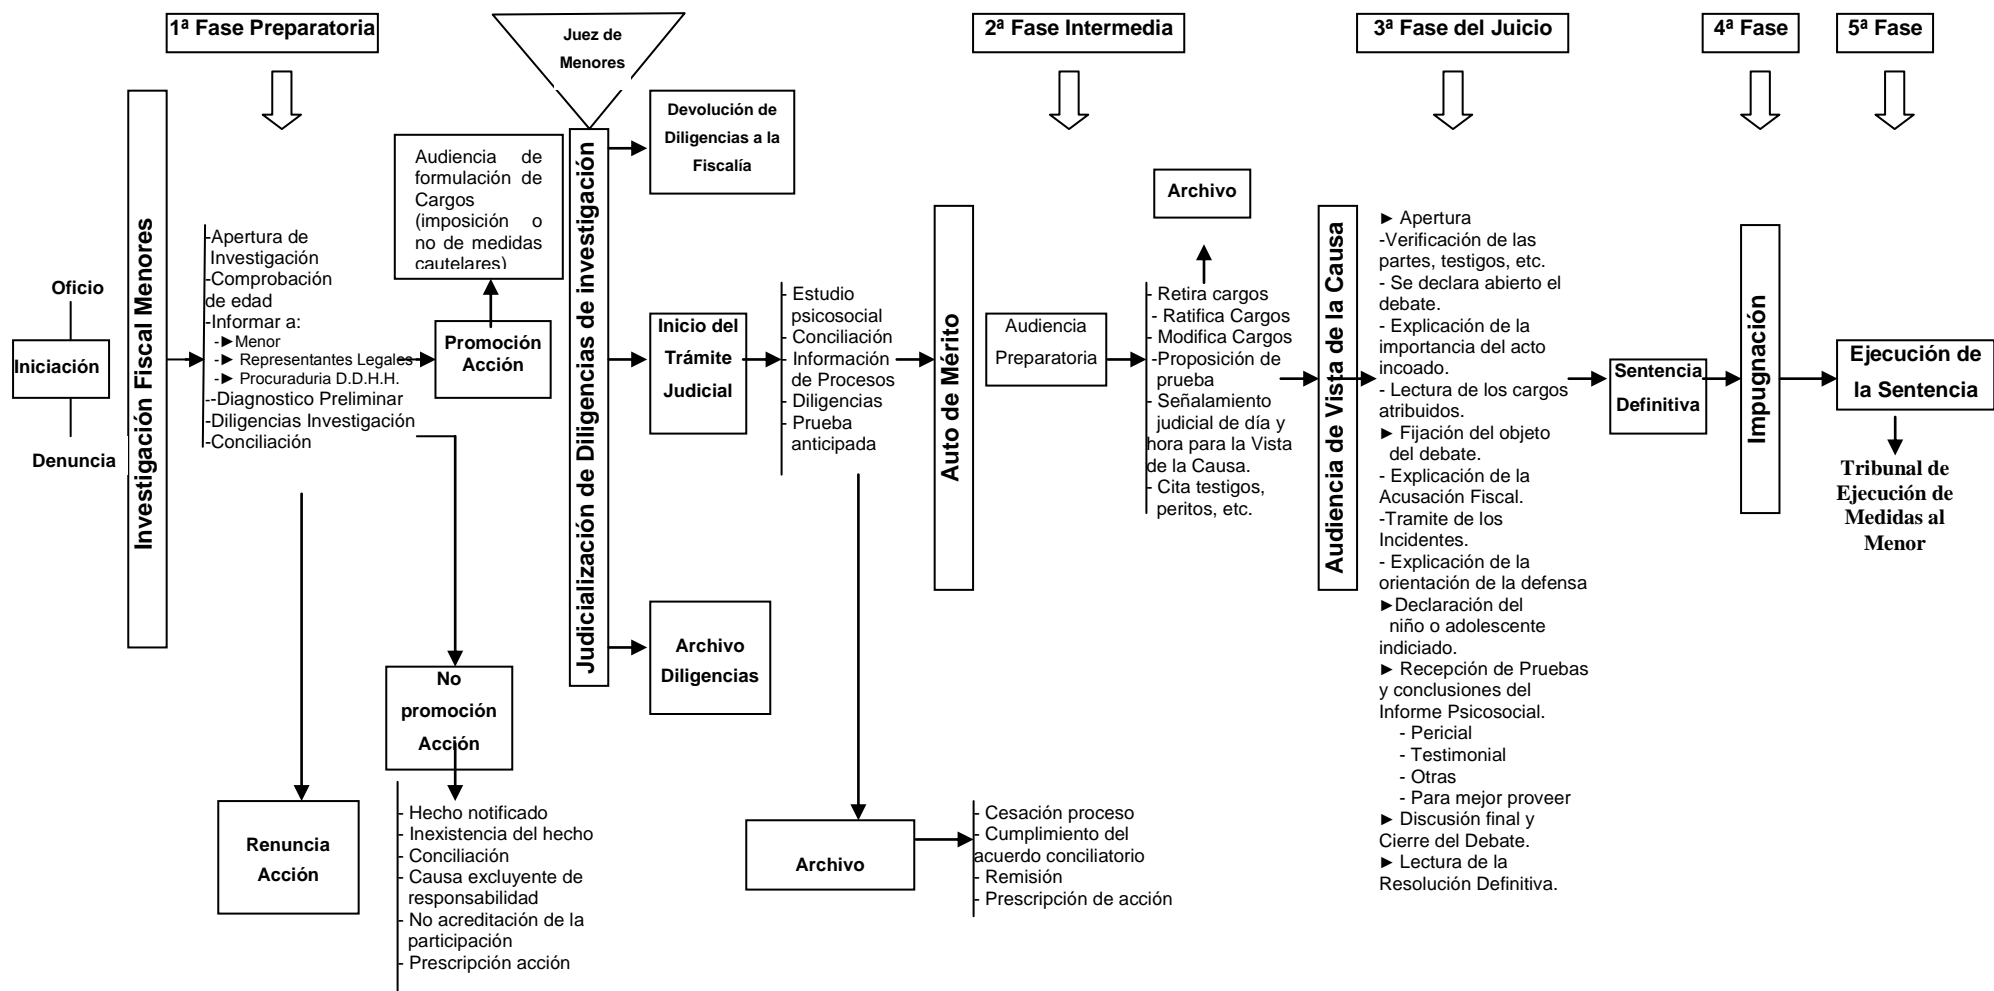 1ª Fase Preparatoria
Juez de
Menores
2ª Fase Intermedia
3ª Fase del Juicio
4ª Fase
5ª Fase
Oficio
Iniciación
Denuncia
Investigación Fiscal Menores
-Apertura de
Investigación
-Comprobación
de edad
-Informar a:
-►Menor
-► Representantes Legales
-► Procuraduria D.D.H.H.
--Diagnostico Preliminar
-Diligencias Investigación
-Conciliación
Audiencia de
formulación de
Cargos
(imposición o
no de medidas
cautelares)
Promoción
Acción
No
promoción
Acción
- Hecho notificado
- Inexistencia del hecho
- Conciliación
- Causa excluyente de
responsabilidad
- No acreditación de la
participación
- Prescripción acción
Renuncia
Acción
Judicialización de Diligencias de investigación
Devolución de
Diligencias a la
Fiscalía
Inicio del
Trámite
Judicial
Archivo
Diligencias
- Estudio
psicosocial
- Conciliación
- Información
de Procesos
- Diligencias
- Prueba
anticipada
Archivo
- Cesación proceso
- Cumplimiento del
acuerdo conciliatorio
- Remisión
- Prescripción de acción
Auto de Mérito
Audiencia
Preparatoria
Archivo
- Retira cargos
- Ratifica Cargos
- Modifica Cargos
- Proposición de
prueba
- Señalamiento
judicial de día y
hora para la Vista
de la Causa.
- Cita testigos,
peritos, etc.
Audiencia de Vista de la Causa
► Apertura
-Verificación de las
partes, testigos, etc.
- Se declara abierto el
debate.
- Explicación de la
importancia del acto
incoado.
- Lectura de los cargos
atribuidos.
► Fijación del objeto
del debate.
- Explicación de la
Acusación Fiscal.
-Tramite de los
Incidentes.
- Explicación de la
orientación de la defensa
►Declaración del
niño o adolescente
indiciado.
► Recepción de Pruebas
y conclusiones del
Informe Psicosocial.
- Pericial
- Testimonial
- Otras
- Para mejor proveer
► Discusión final y
Cierre del Debate.
► Lectura de la
Resolución Definitiva.
Sentencia
Definitiva
Impugnación
Ejecución de
la Sentencia
Tribunal de
Ejecución de
Medidas al
Menor